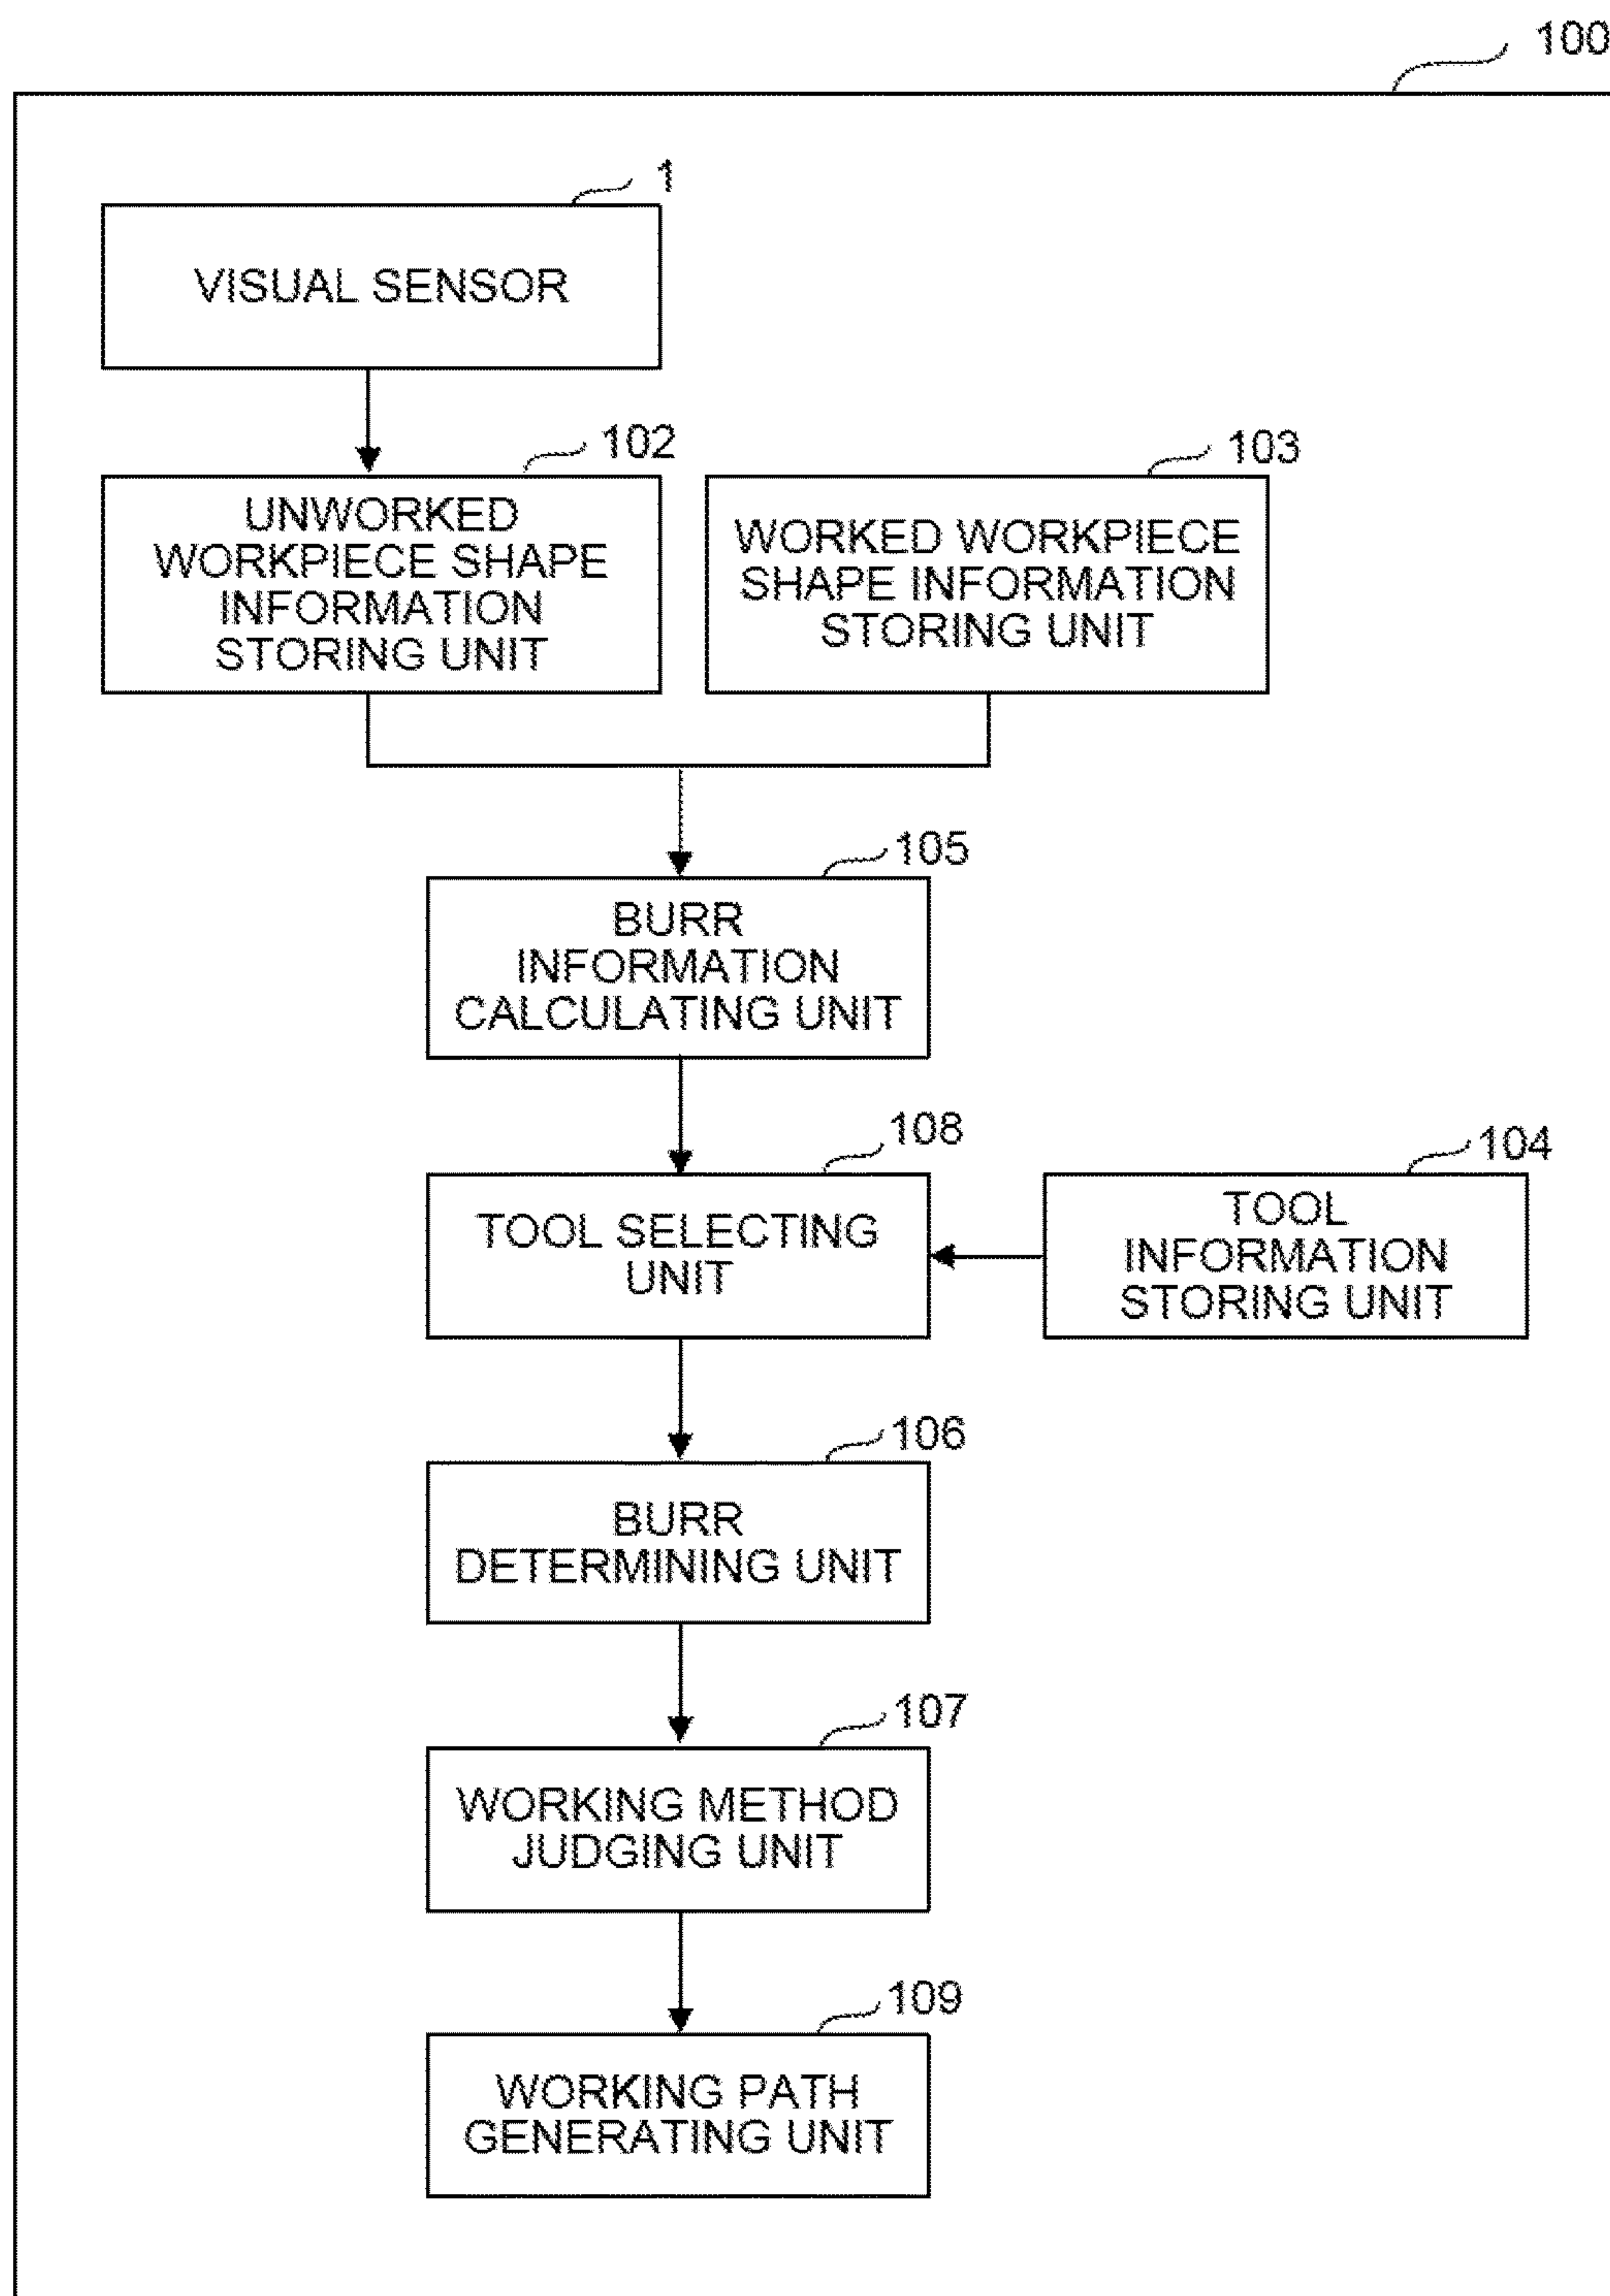 100
1
VISUAL SENSOR
102
UNWORKED
WORKPIECE SHAPE
INFORMATION
STORING UNIT
103
WORKED WORKPIECE
SHAPE INFORMATION
STORING UNIT
105
BURR
INFORMATION
CALCULATING UNIT
108
TOOL SELECTING
UNIT
104
TOOL
INFORMATION
STORING UNIT
106
BURR
DETERMINING UNIT
107
WORKING METHOD
JUDGING UNIT
109
WORKING PATH
GENERATING UNIT